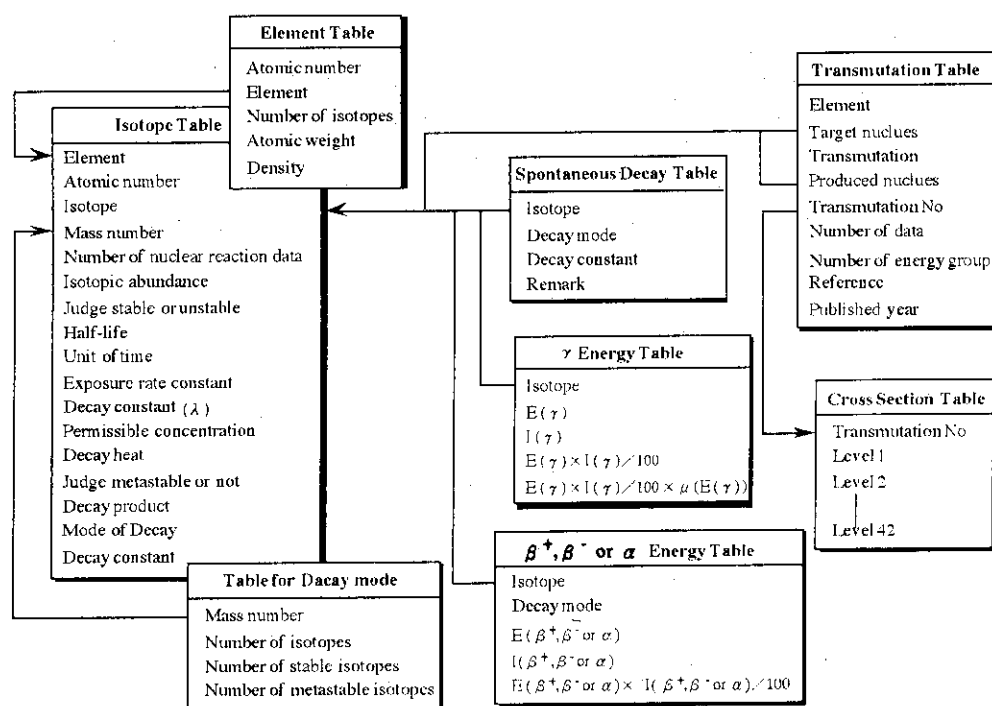 Element Table
Atomic number
Element
Number of isotopes
Atomic weight
Density
Isotope Table
Element
Atomic number
Isotope
Mass number
Number of nuclear reaction data
Isotopic abundance
Judge stable or unstable
Half-life
Unit of time
Exposure rate constant
Decay constant (λ)
Permissible concentration
Decay heat
Judge metastable or not
Decay product
Mode of Decay
Decay constant
Table for Dacay mode
Mass number
Number of isotopes
Number of stable isotopes
Number of metastable isotopes
Spontaneous Decay Table
Isotope
Decay mode
Decay constant
Remark
γ Energy Table
Isotope
E(γ)
I(γ)
E(γ)×I(γ)/100
E(γ)×I(γ)/100×μ(E(γ))
β⁺,β⁻ or α Energy Table
Isotope
Decay mode
E(β⁺,β⁻or α)
I(β⁺,β⁻or α)
E(β⁺,β⁻or α)× I(β⁺,β⁻or α)/100
Transmutation Table
Element
Target nuclues
Transmutation
Produced nuclues
Transmutation No
Number of data
Number of energy group
Reference
Published year
Cross Section Table
Transmutation No
Level 1
Level 2
Level 42